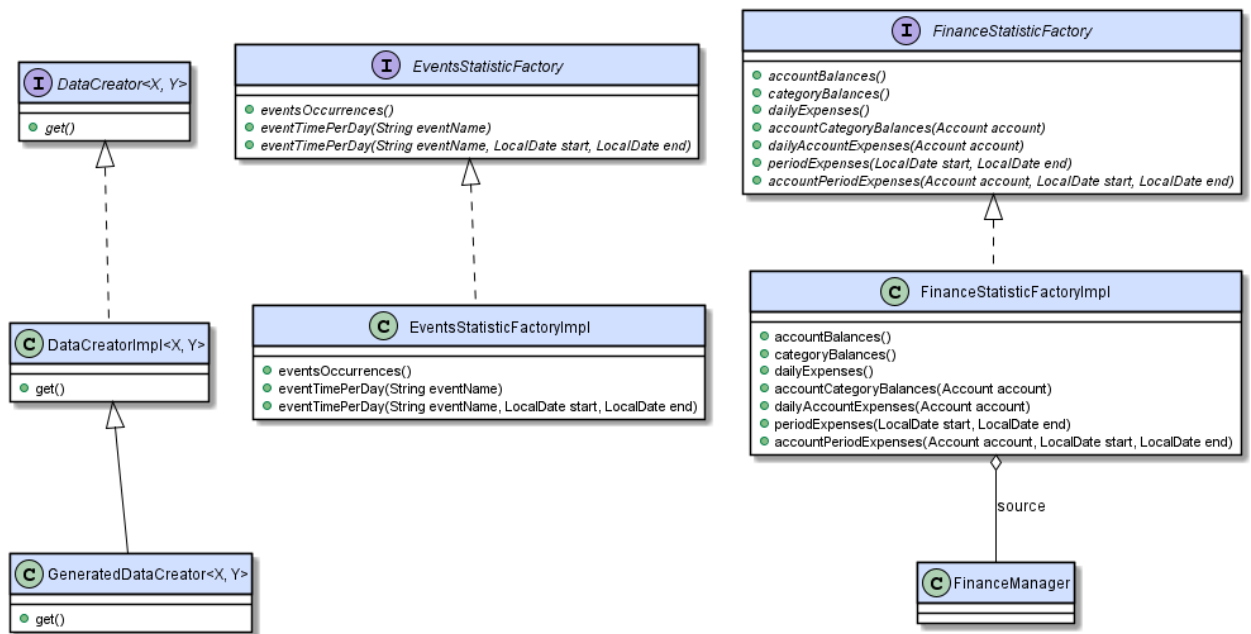 I DataCreator<X, Y>
get()
I EventsStatisticFactory
eventsOccurrences()
eventTimePerDay(String eventName)
eventTimePerDay(String eventName, LocalDate start, LocalDate end)
I FinanceStatisticFactory
accountBalances()
categoryBalances()
dailyExpenses()
accountCategoryBalances(Account account)
dailyAccountExpenses(Account account)
periodExpenses(LocalDate start, LocalDate end)
accountPeriodExpenses(Account account, LocalDate start, LocalDate end)
C DataCreatorImpl<X, Y>
get()
C EventsStatisticFactoryImpl
eventsOccurrences()
eventTimePerDay(String eventName)
eventTimePerDay(String eventName, LocalDate start, LocalDate end)
C FinanceStatisticFactoryImpl
accountBalances()
categoryBalances()
dailyExpenses()
accountCategoryBalances(Account account)
dailyAccountExpenses(Account account)
periodExpenses(LocalDate start, LocalDate end)
accountPeriodExpenses(Account account, LocalDate start, LocalDate end)
source
C GeneratedDataCreator<X, Y>
get()
C FinanceManager